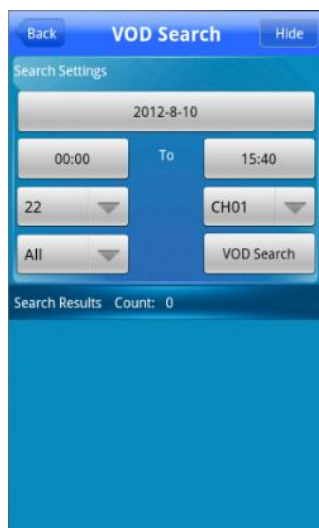 Back VOD Search Hide
Search Settings
2012-8-10
00:00 To 15:40
22 CH01
All VOD Search
Search Results Count: 0